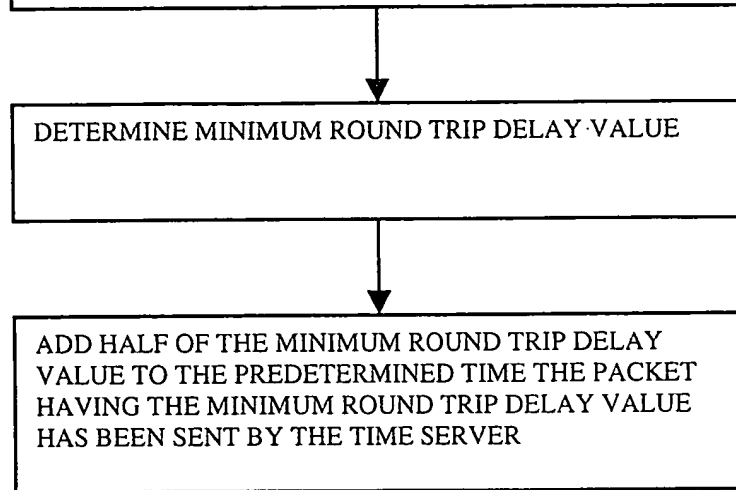 DETERMINE MINIMUM ROUND TRIP DELAY VALUE
ADD HALF OF THE MINIMUM ROUND TRIP DELAY
VALUE TO THE PREDETERMINED TIME THE PACKET
HAVING THE MINIMUM ROUND TRIP DELAY VALUE
HAS BEEN SENT BY THE TIME SERVER